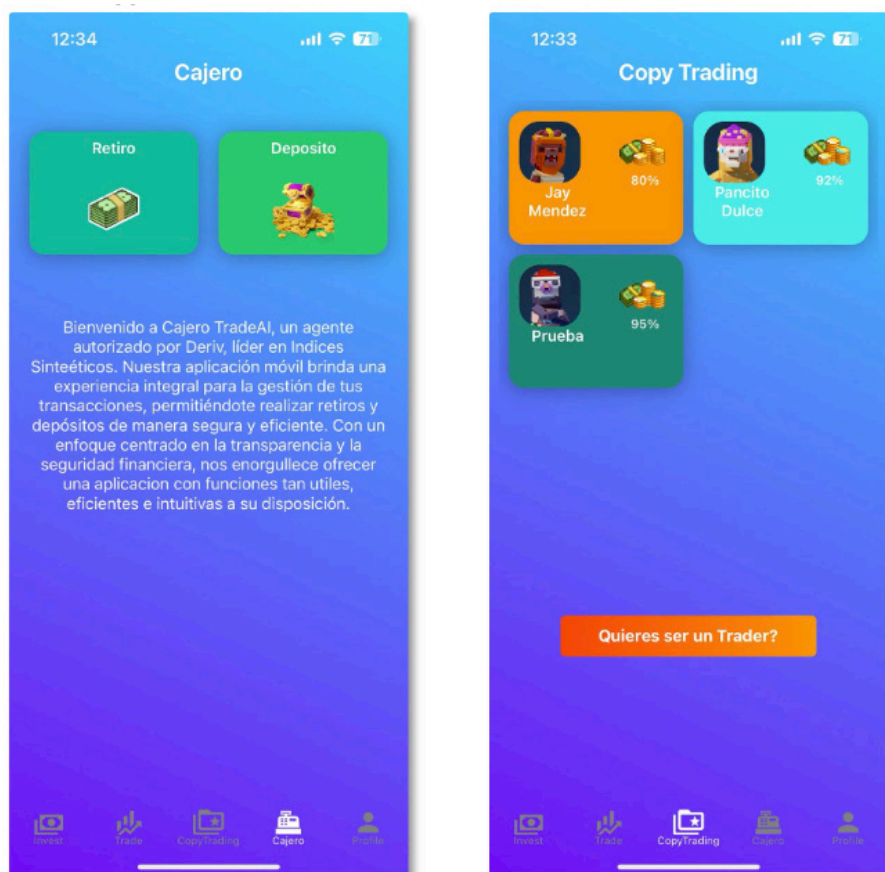 12:34
71
Cajero
Retiro
Deposito
Bienvenido a Cajero TradeAI, un agente
autorizado por Deriv, líder en Indices
Sinteéticos. Nuestra aplicación móvil brinda una
experiencia integral para la gestión de tus
transacciones, permitiéndote realizar retiros y
depósitos de manera segura y eficiente. Con un
enfoque centrado en la transparencia y la
seguridad financiera, nos enorgullece ofrecer
una aplicacion con funciones tan utiles,
eficientes e intuitivas a su disposición.
Invest
Trade
CopyTrading
Cajero
Profile
12:33
71
Copy Trading
Jay
Mendez
80%
Pancito
Dulce
92%
Prueba
95%
Quieres ser un Trader?
Invest
Trade
CopyTrading
Cajero
Profile